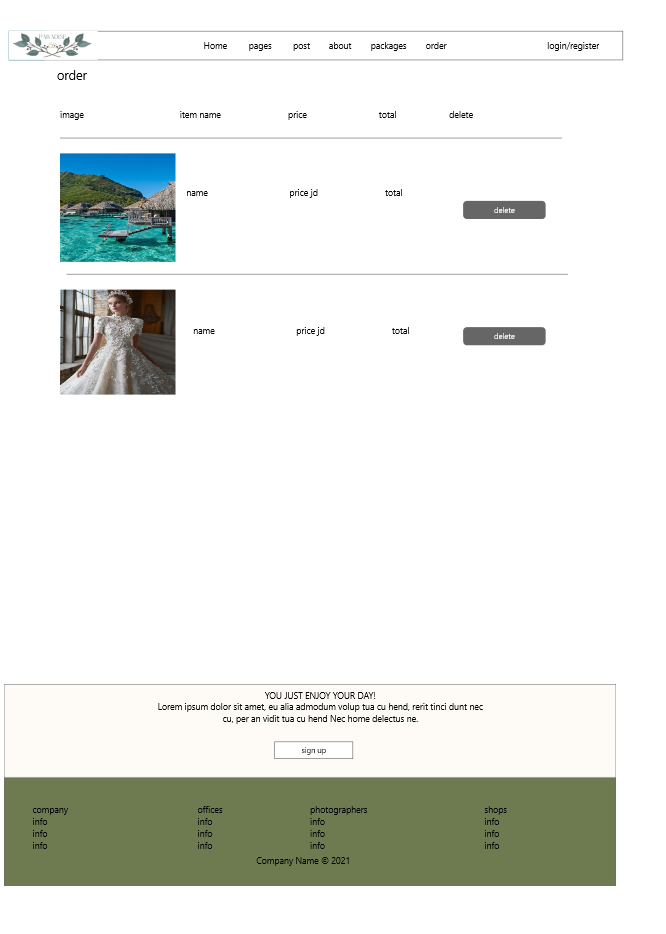 PARADISE
Home pages post about packages order login/register
order
image item name price total delete
name price jd total
delete
name price jd total
delete
YOU JUST ENJOY YOUR DAY!
Lorem ipsum dolor sit amet, eu alia admodum volup tua cu hend, rerit tinci dunt nec
cu, per an vidit tua cu hend Nec home delectus ne.
sign up
company offices photographers shops
info info info info
info info info info
info info info info
Company Name © 2021